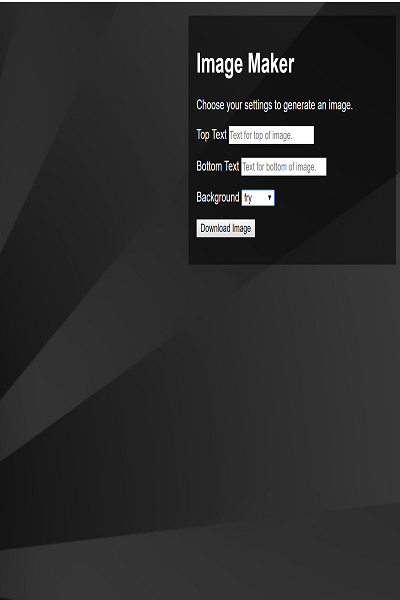 Image Maker
Choose your settings to generate an image.
Top Text Text for top of image.
Bottom Text Text for bottom of image.
Background fry
Download Image